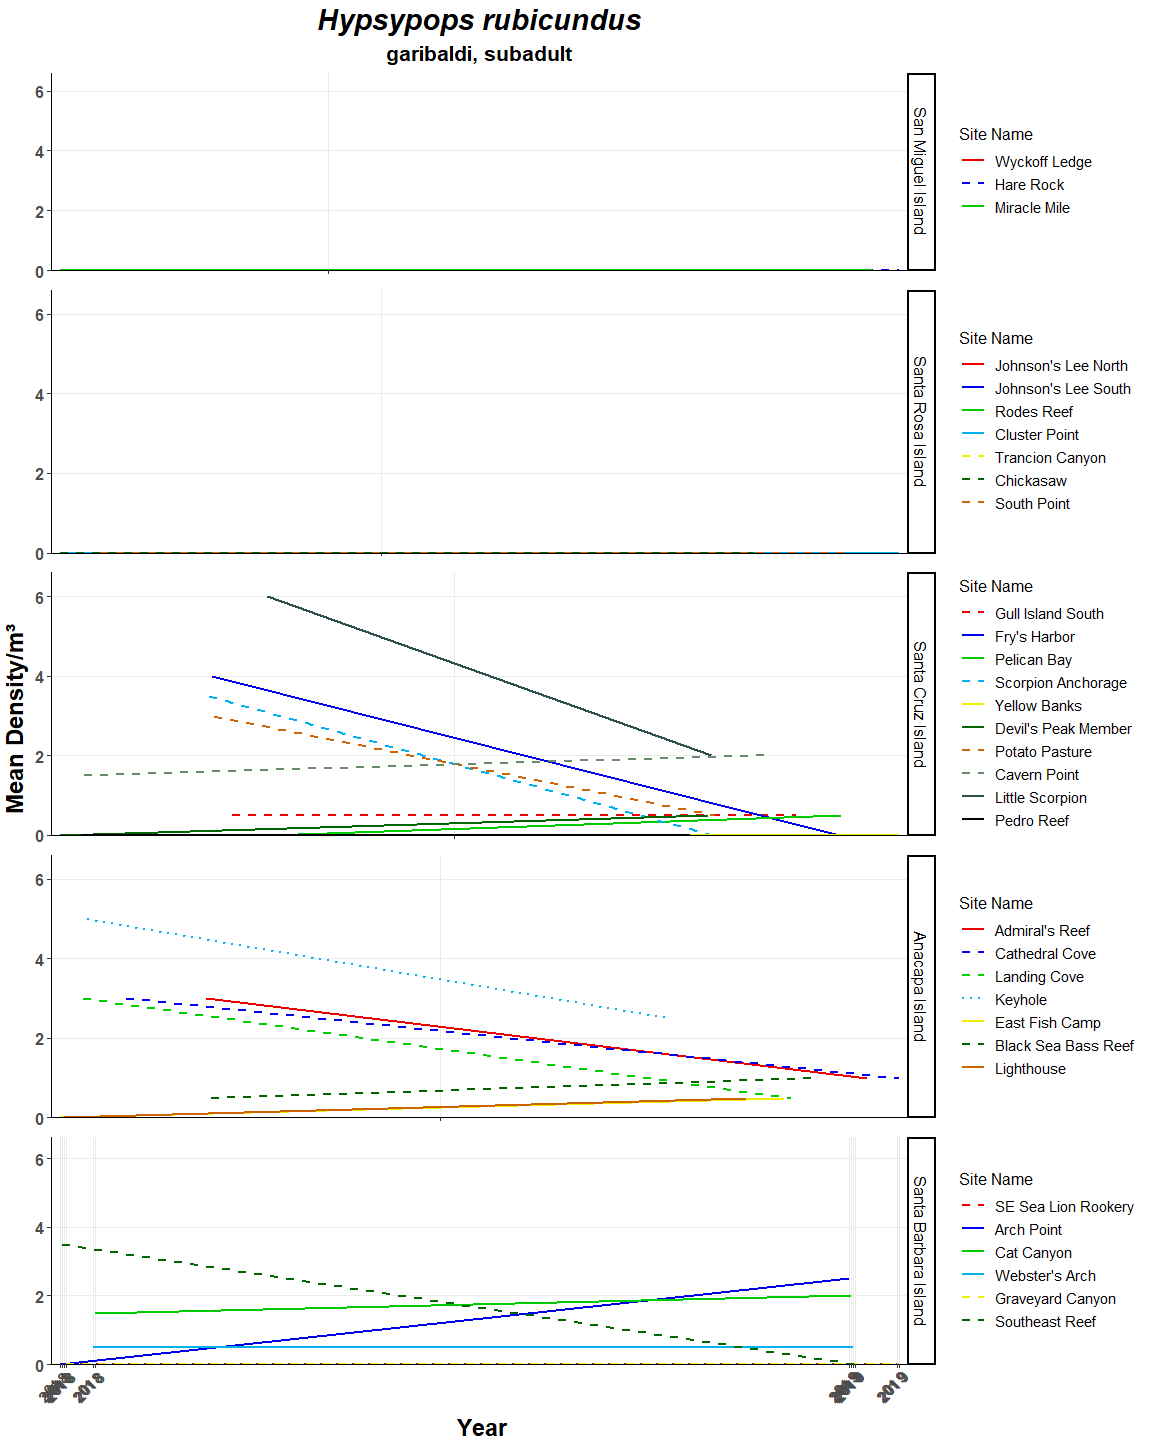 Hypsypops rubicundus
garibaldi, subadult
Mean Density/m³
6
4
2
0
San Miguel Island
Site Name
Wyckoff Ledge
Hare Rock
Miracle Mile
6
4
2
0
Santa Rosa Island
Site Name
Johnson's Lee North
Johnson's Lee South
Rodes Reef
Cluster Point
Trancion Canyon
Chickasaw
South Point
6
4
2
0
Santa Cruz Island
Site Name
Gull Island South
Fry's Harbor
Pelican Bay
Scorpion Anchorage
Yellow Banks
Devil's Peak Member
Potato Pasture
Cavern Point
Little Scorpion
Pedro Reef
6
4
2
0
Anacapa Island
Site Name
Admiral's Reef
Cathedral Cove
Landing Cove
Keyhole
East Fish Camp
Black Sea Bass Reef
Lighthouse
6
4
2
0
Santa Barbara Island
Site Name
SE Sea Lion Rookery
Arch Point
Cat Canyon
Webster's Arch
Graveyard Canyon
Southeast Reef
2018
2019
Year